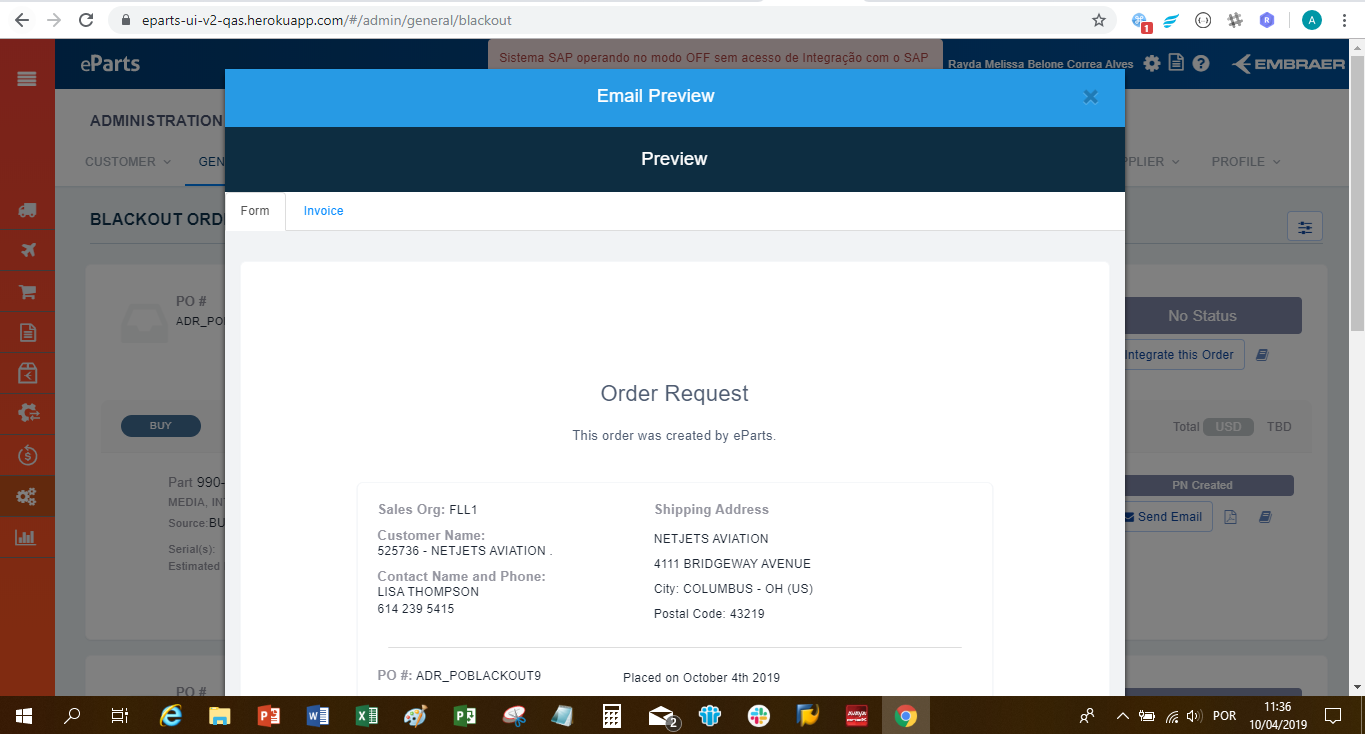 eparts-ui-v2-qas.herokuapp.com/#/admin/general/blackout
1
A
eParts
Sistema SAP operando no modo OFF sem acesso de Integração com o SAP
Rayda Melissa Belone Correa Alves
EMBRAER
Email Preview
ADMINISTRATION
Preview
CUSTOMER
GEN
PPLIER
PROFILE
Form
Invoice
BLACKOUT ORD
PO #
ADR_PO
No Status
Integrate this Order
Order Request
This order was created by eParts.
BUY
Total USD TBD
Part 990-
PN Created
MEDIA, IN
Source:BU
Send Email
Serial(s):
Estimated
Sales Org: FLL1
Customer Name:
525736 - NETJETS AVIATION .
Contact Name and Phone:
LISA THOMPSON
614 239 5415
Shipping Address
NETJETS AVIATION
4111 BRIDGEWAY AVENUE
City: COLUMBUS - OH (US)
Postal Code: 43219
PO #: ADR_POBLACKOUT9
Placed on October 4th 2019
PO #
2
AVAYA
POR
11:36
10/04/2019